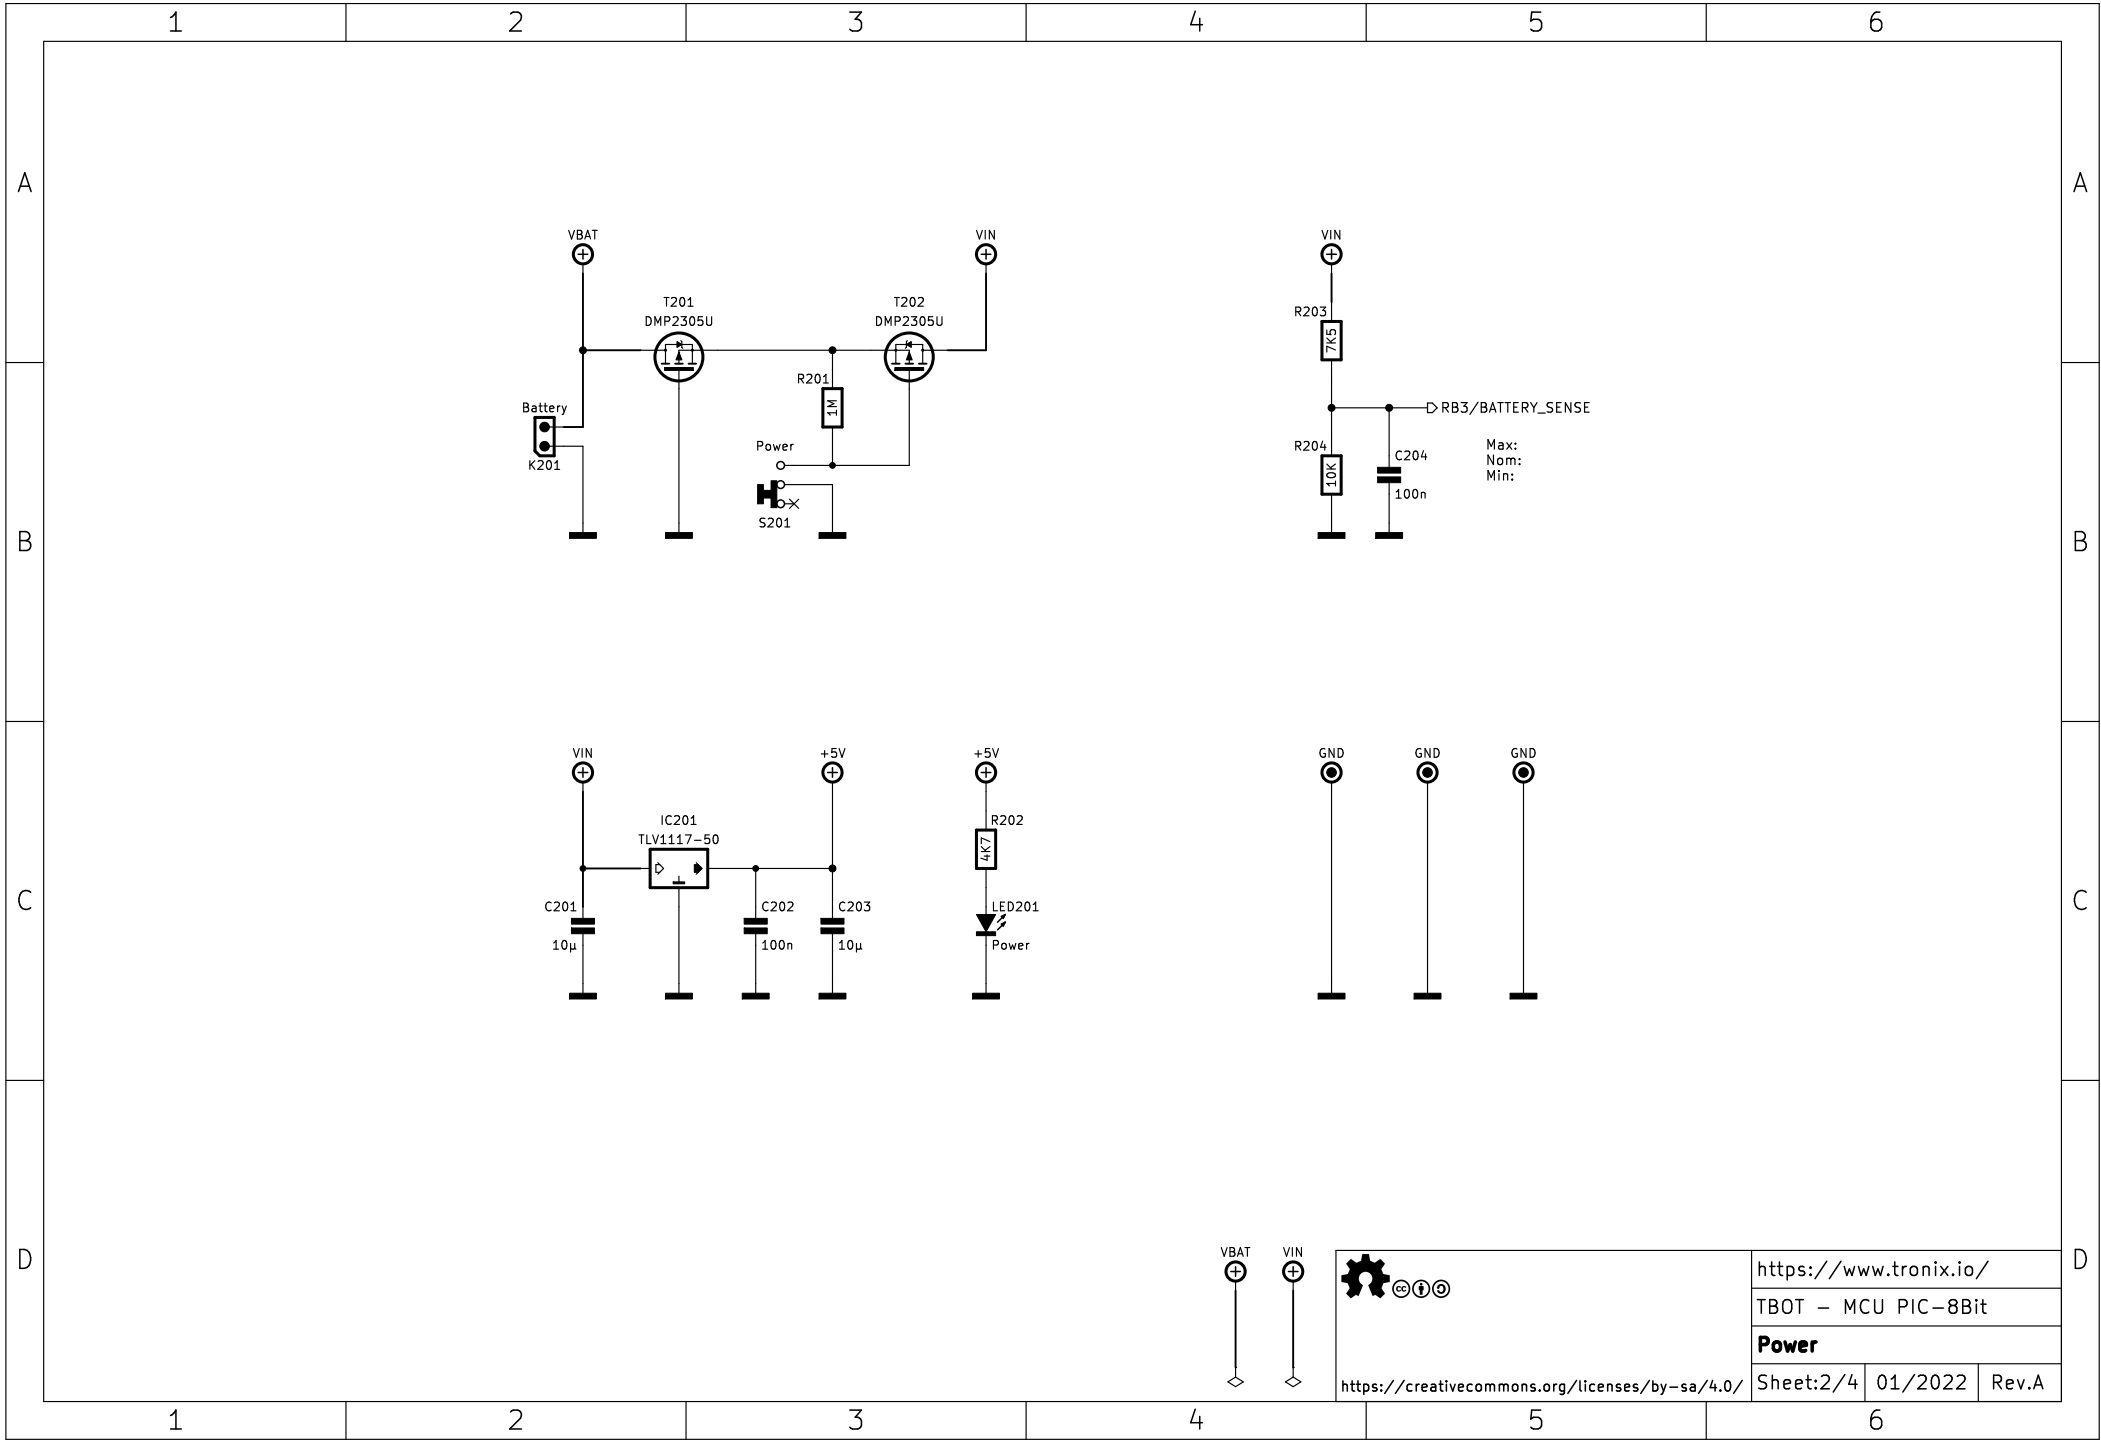 1 2 3 4 5 6
A A
VBAT VIN VIN
T201 T202
DMP2305U DMP2305U
R203
7K5
R201
1M
Battery
K201
Power
S201
RB3/BATTERY_SENSE
R204
10K
C204
100n
Max:
Nom:
Min:
B B
VIN +5V +5V GND GND GND
IC201
TLV1117-50
R202
4K7
C201
10µ
C202
100n
C203
10µ
LED201
Power
C C
D D
VBAT VIN
cc
https://creativecommons.org/licenses/by-sa/4.0/
https://www.tronix.io/
TBOT - MCU PIC-8Bit
Power
Sheet:2/4 01/2022 Rev.A
1 2 3 4 5 6